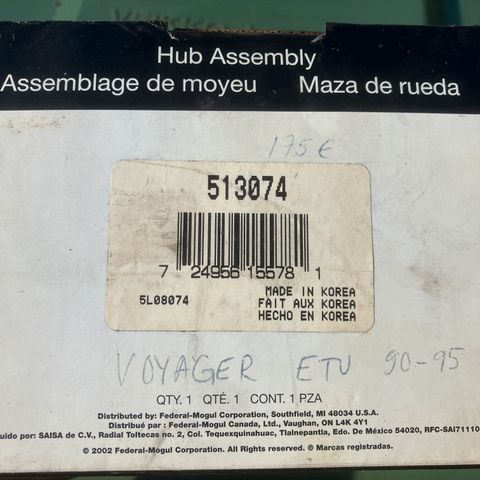 Hub Assembly
Assemblage de moyeu Maza de rueda
175 €
513074
7 24956 15578 1
5L08074
MADE IN KOREA
FAIT AUX KOREA
HECHO EN KOREA
VOYAGER ETU 90-95
QTY. 1 QTÉ. 1 CONT. 1 PZA
Distributed by: Federal-Mogul Corporation, Southfield, MI 48034 U.S.A.
Distribué par : Federal-Mogul Canada, Ltd., Vaughan, ON L4K 4Y1
uido por: SAISA de C.V., Radial Toltecas no. 2, Col. Tequexquinahuac, Tlalnepantla, Edo. De México 54020, RFC-SAI71110
© 2002 Federal-Mogul Corporation. All Rights reserved. ® Marcas registradas.